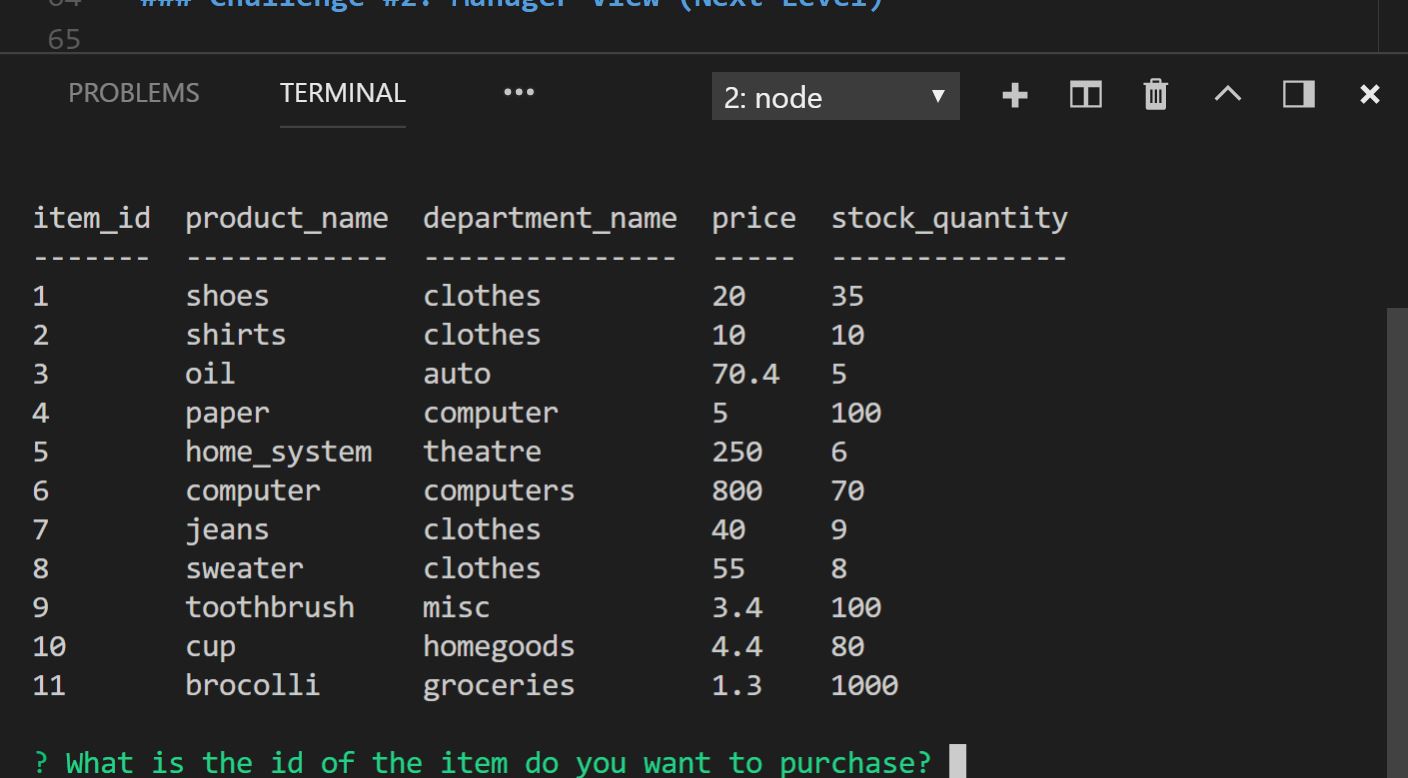 64 ### Challenge #2: Manager View (Next Level)
65
PROBLEMS TERMINAL ••• 2: node
item_id product_name department_name price stock_quantity
------- ------------ --------------- ----- --------------
1 shoes clothes 20 35
2 shirts clothes 10 10
3 oil auto 70.4 5
4 paper computer 5 100
5 home_system theatre 250 6
6 computer computers 800 70
7 jeans clothes 40 9
8 sweater clothes 55 8
9 toothbrush misc 3.4 100
10 cup homegoods 4.4 80
11 brocolli groceries 1.3 1000
? What is the id of the item do you want to purchase?